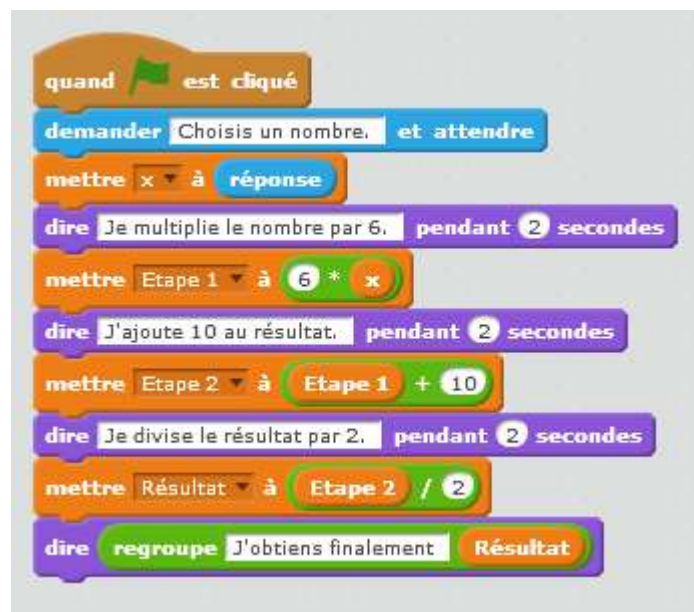 quand est cliqué
demander Choisis un nombre. et attendre
mettre x à réponse
dire Je multiplie le nombre par 6. pendant 2 secondes
mettre Etape 1 à 6 * x
dire J'ajoute 10 au résultat. pendant 2 secondes
mettre Etape 2 à Etape 1 + 10
dire Je divise le résultat par 2. pendant 2 secondes
mettre Résultat à Etape 2 / 2
dire regroupe J'obtiens finalement Résultat